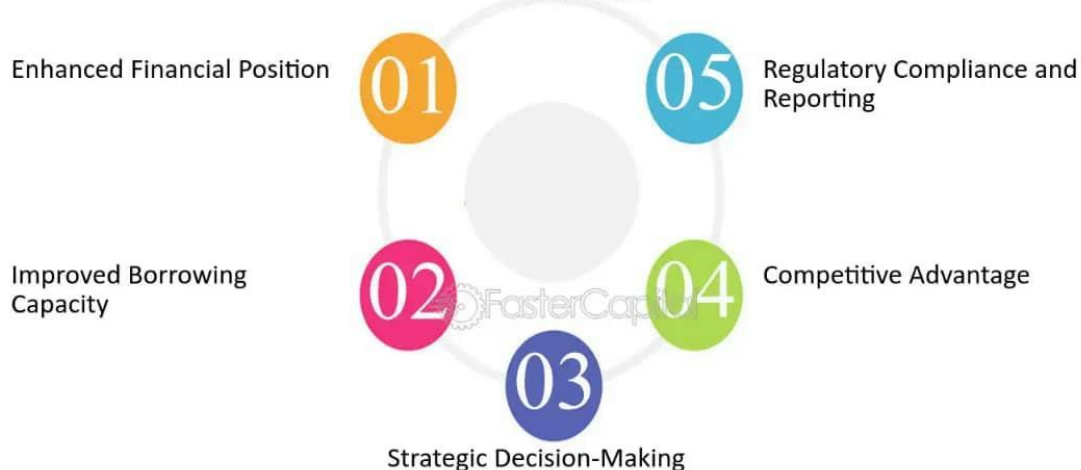 01
Enhanced Financial Position
02
Improved Borrowing
Capacity
03
Strategic Decision-Making
04
Competitive Advantage
05
Regulatory Compliance and
Reporting
FasterCapital